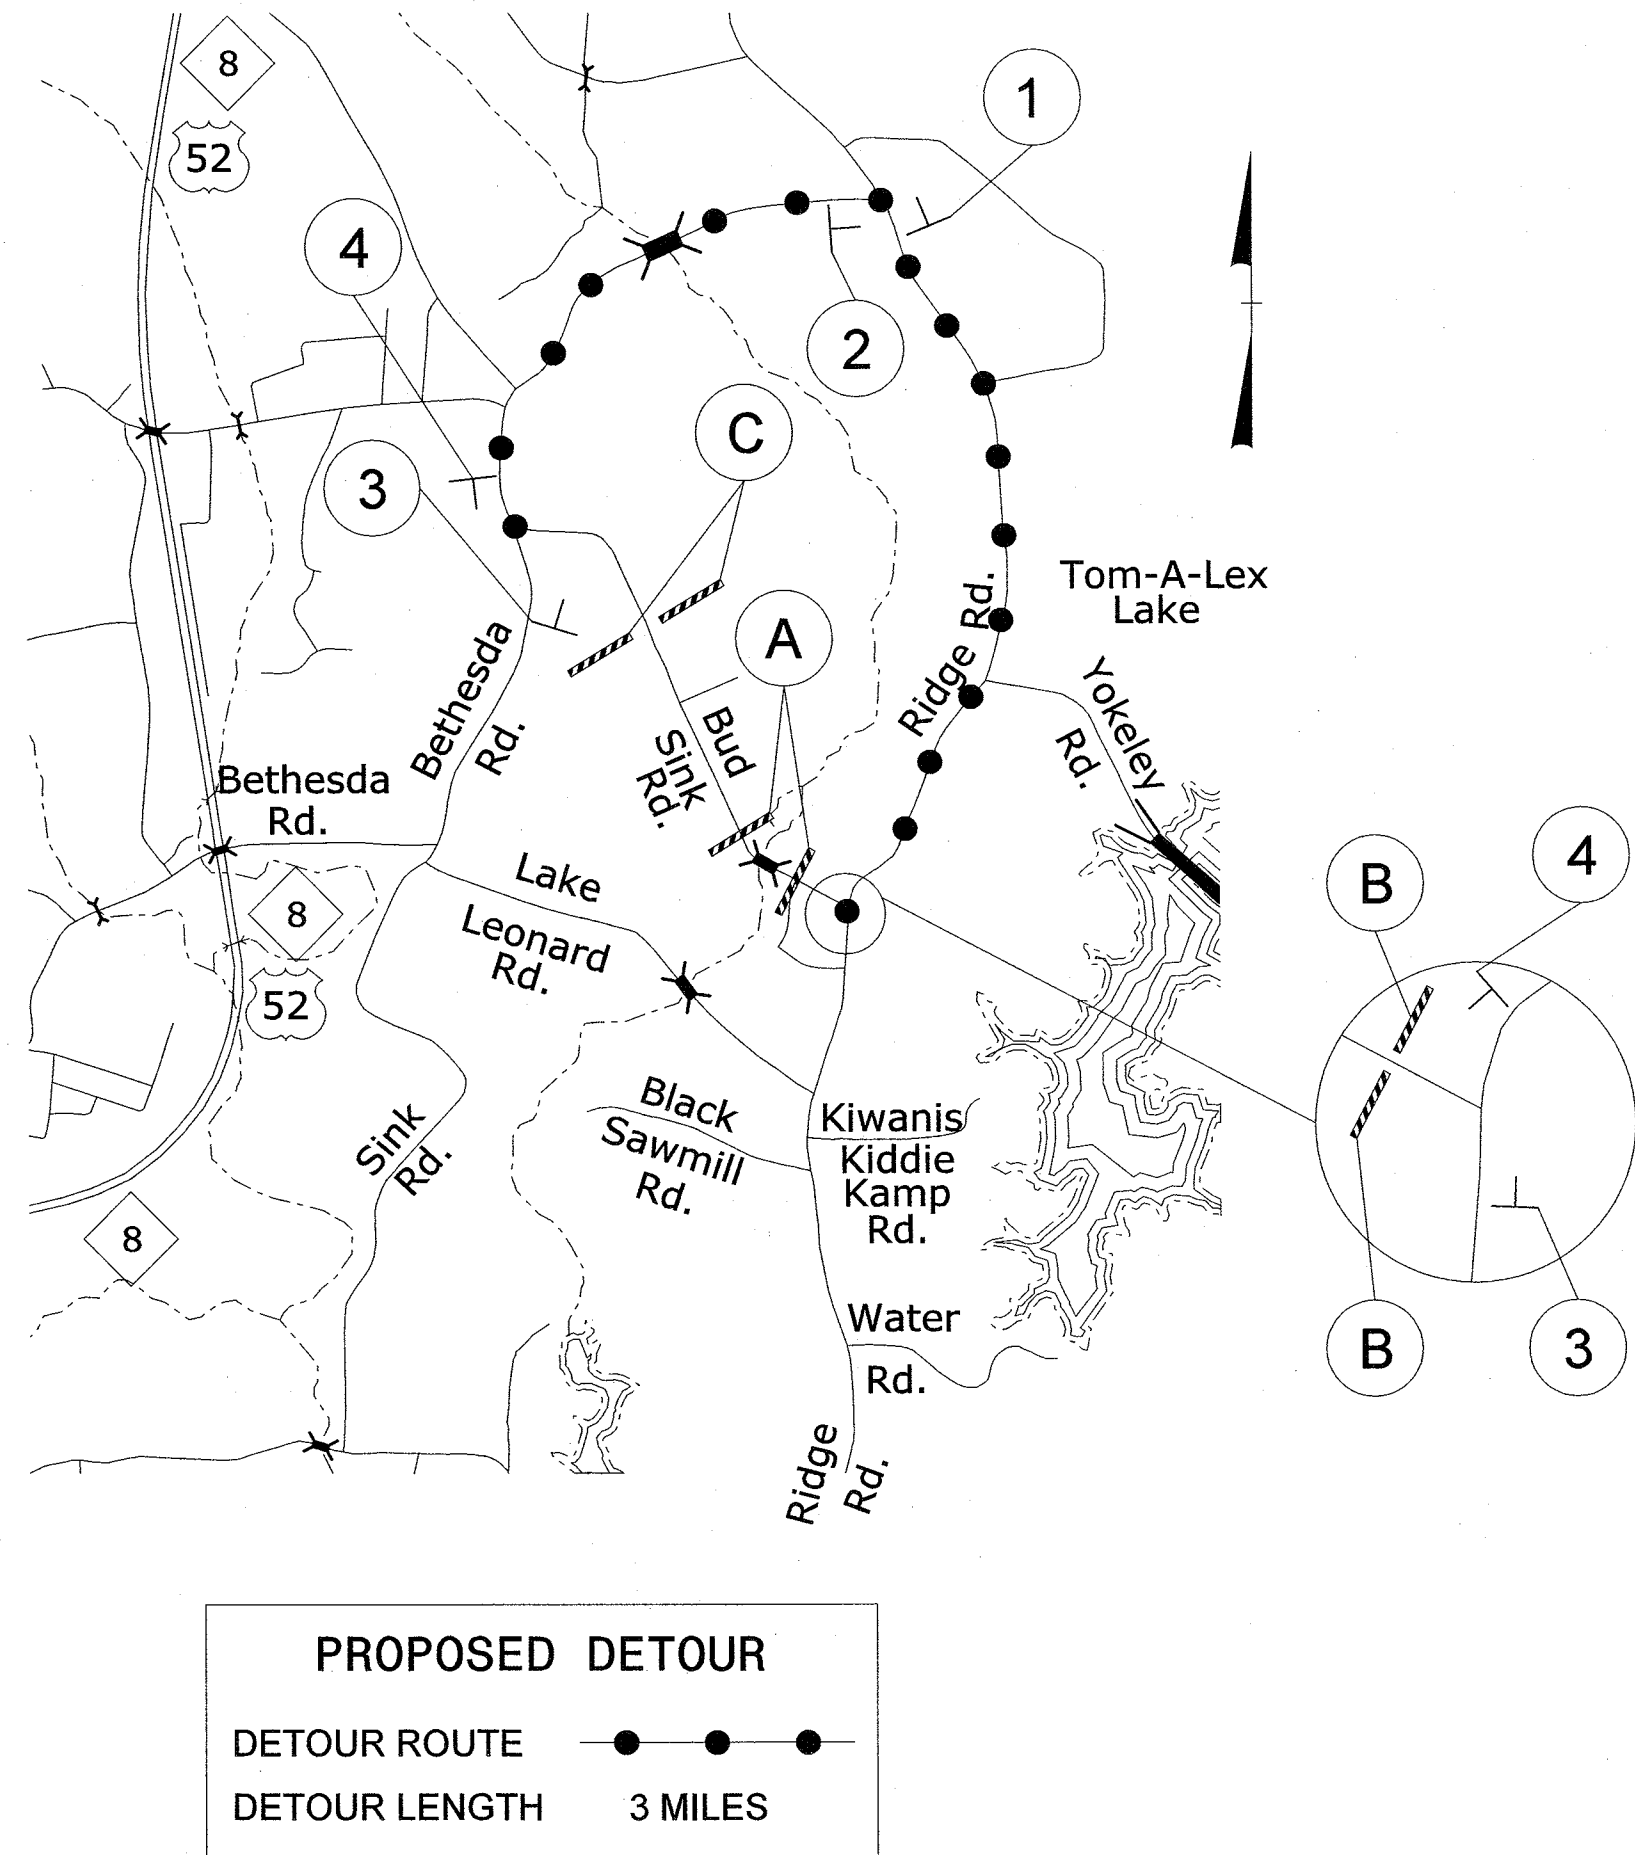 8
52
1
4
2
C
3
Tom-A-Lex
Lake
Ridge Rd.
A
Bethesda
Rd.
Yokeley
Rd.
Bud
Sink
Rd.
Bethesda
Rd.
Lake
Leonard
Rd.
8
52
B
4
Black
Sawmill
Rd.
Kiwanis
Kiddie
Kamp
Rd.
Sink
Rd.
8
Water
Rd.
B
3
Ridge
Rd.
PROPOSED DETOUR
DETOUR ROUTE
DETOUR LENGTH 3 MILES